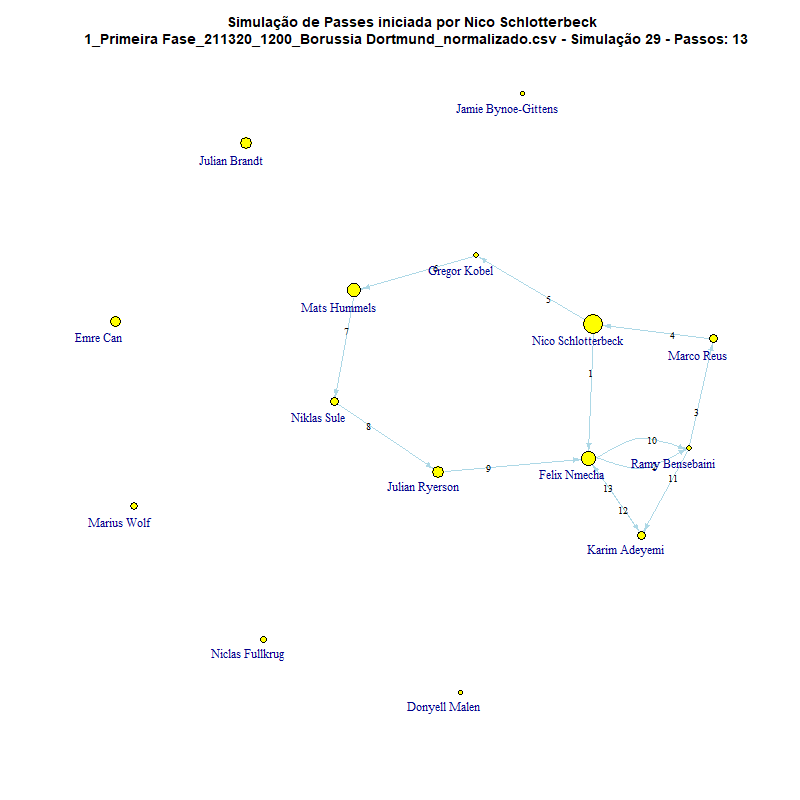 Simulação de Passes iniciada por Nico Schlotterbeck
1_Primeira Fase_211320_1200_Borussia Dortmund_normalizado.csv - Simulação 29 - Passos: 13
Jamie Bynoe-Gittens
Julian Brandt
Gregor Kobel
6
Mats Hummels
5
Nico Schlotterbeck
Emre Can
7
4
Marco Reus
1
Niklas Sule
3
8
10
Ramy Bensebaini
9
Felix Nmecha
Julian Ryerson
11
13
12
Marius Wolf
Karim Adeyemi
Niclas Fullkrug
Donyell Malen